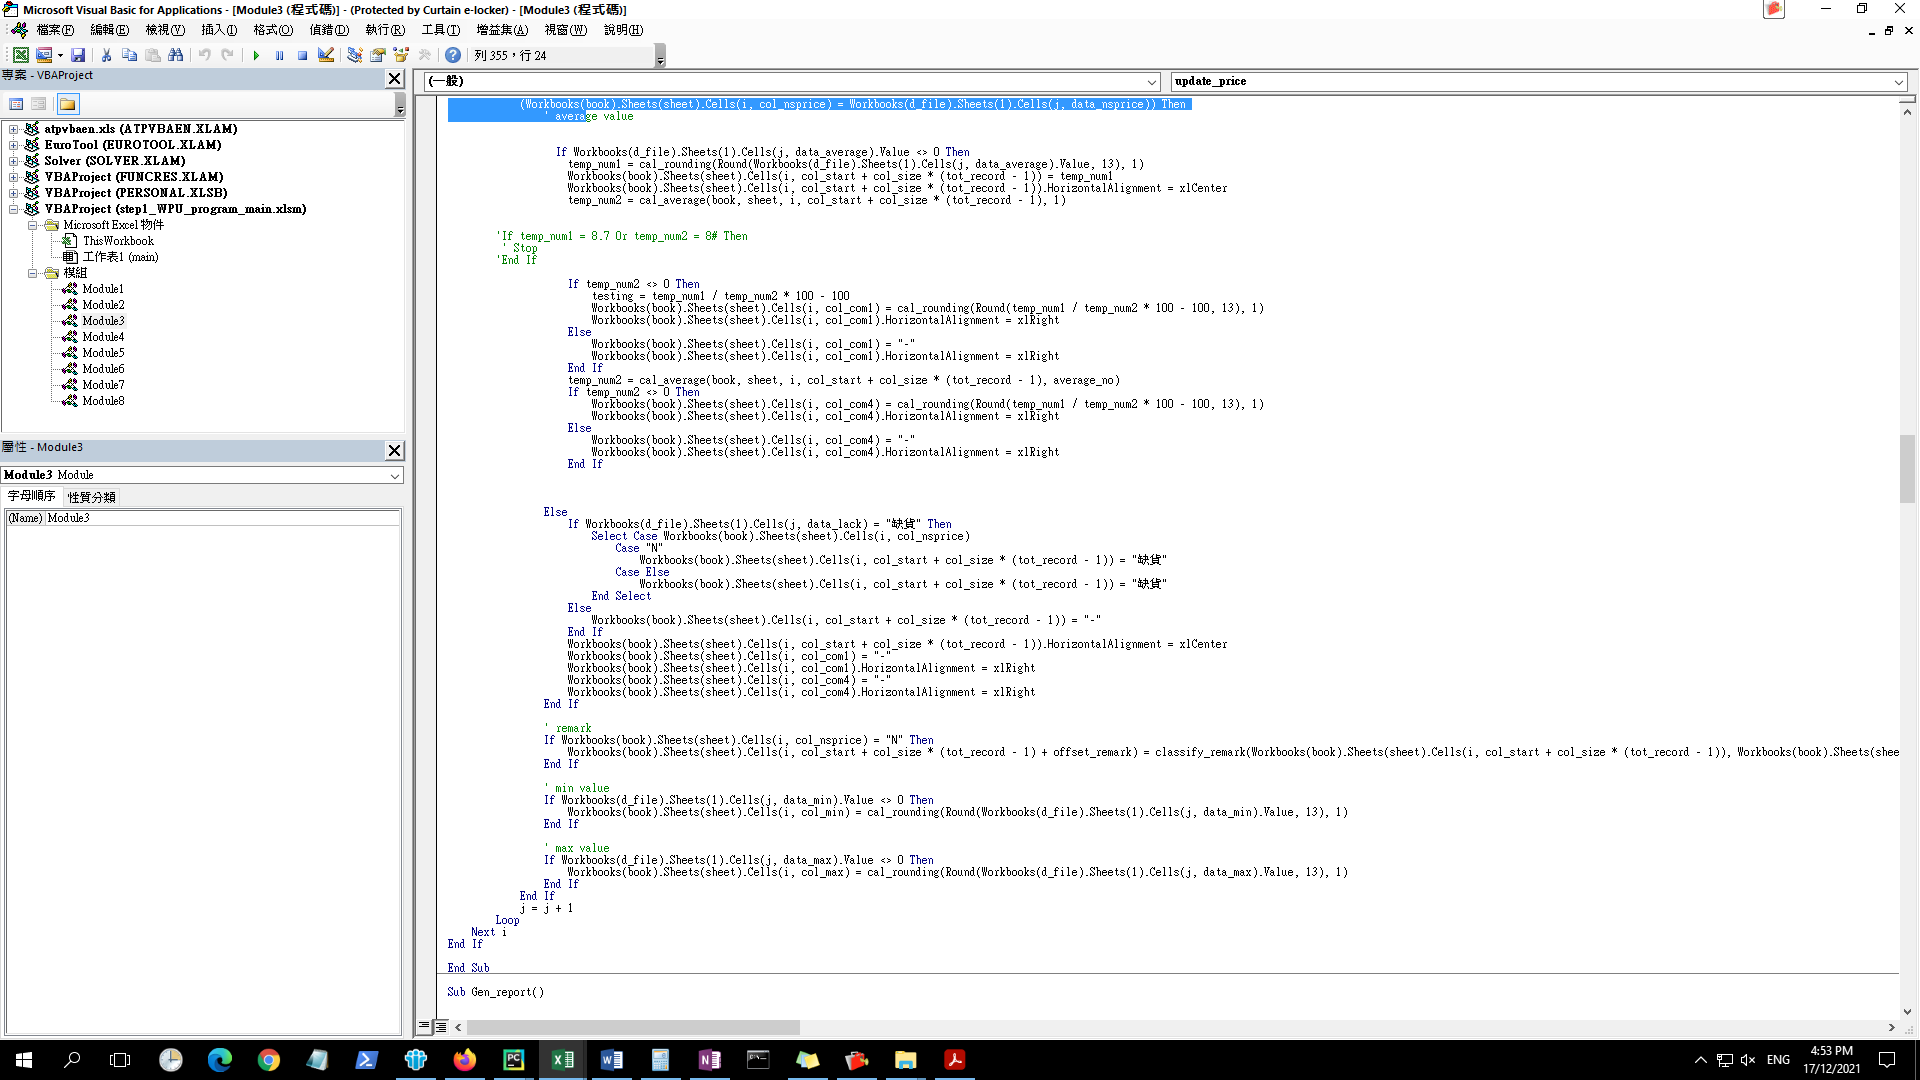 Microsoft Visual Basic for Applications - [Module3 (程式碼)] - (Protected by Curtain e-locker) - [Module3 (程式碼)]
檔案(F) 編輯(E) 檢視(V) 插入(I) 格式(O) 偵錯(D) 執行(R) 工具(T) 增益集(A) 視窗(W) 說明(H)
列 355，行 24
專案 - VBAProject
atpvbaen.xls (ATPVBAEN.XLAM)
EuroTool (EUROTOOL.XLAM)
Solver (SOLVER.XLAM)
VBAProject (FUNCRES.XLAM)
VBAProject (PERSONAL.XLSB)
VBAProject (step1_WPU_program_main.xlsm)
Microsoft Excel 物件
ThisWorkbook
工作表1 (main)
模組
Module1
Module2
Module3
Module4
Module5
Module6
Module7
Module8
屬性 - Module3
Module3 Module
字母順序 性質分類
(Name) Module3
(一般) update_price
(Workbooks(book).Sheets(sheet).Cells(i, col_nsprice) = Workbooks(d_file).Sheets(1).Cells(j, data_nsprice)) Then
' average value
If Workbooks(d_file).Sheets(1).Cells(j, data_average).Value <> 0 Then
temp_num1 = cal_rounding(Round(Workbooks(d_file).Sheets(1).Cells(j, data_average).Value, 13), 1)
Workbooks(book).Sheets(sheet).Cells(i, col_start + col_size * (tot_record - 1)) = temp_num1
Workbooks(book).Sheets(sheet).Cells(i, col_start + col_size * (tot_record - 1)).HorizontalAlignment = xlCenter
temp_num2 = cal_average(book, sheet, i, col_start + col_size * (tot_record - 1), 1)
'If temp_num1 = 8.7 Or temp_num2 = 8# Then
' Stop
'End If
If temp_num2 <> 0 Then
testing = temp_num1 / temp_num2 * 100 - 100
Workbooks(book).Sheets(sheet).Cells(i, col_com1) = cal_rounding(Round(temp_num1 / temp_num2 * 100 - 100, 13), 1)
Workbooks(book).Sheets(sheet).Cells(i, col_com1).HorizontalAlignment = xlRight
Else
Workbooks(book).Sheets(sheet).Cells(i, col_com1) = "-"
Workbooks(book).Sheets(sheet).Cells(i, col_com1).HorizontalAlignment = xlRight
End If
temp_num2 = cal_average(book, sheet, i, col_start + col_size * (tot_record - 1), average_no)
If temp_num2 <> 0 Then
Workbooks(book).Sheets(sheet).Cells(i, col_com4) = cal_rounding(Round(temp_num1 / temp_num2 * 100 - 100, 13), 1)
Workbooks(book).Sheets(sheet).Cells(i, col_com4).HorizontalAlignment = xlRight
Else
Workbooks(book).Sheets(sheet).Cells(i, col_com4) = "-"
Workbooks(book).Sheets(sheet).Cells(i, col_com4).HorizontalAlignment = xlRight
End If
Else
If Workbooks(d_file).Sheets(1).Cells(j, data_lack) = "缺貨" Then
Select Case Workbooks(book).Sheets(sheet).Cells(i, col_nsprice)
Case "N"
Workbooks(book).Sheets(sheet).Cells(i, col_start + col_size * (tot_record - 1)) = "缺貨"
Case Else
Workbooks(book).Sheets(sheet).Cells(i, col_start + col_size * (tot_record - 1)) = "缺貨"
End Select
Else
Workbooks(book).Sheets(sheet).Cells(i, col_start + col_size * (tot_record - 1)) = "-"
End If
Workbooks(book).Sheets(sheet).Cells(i, col_start + col_size * (tot_record - 1)).HorizontalAlignment = xlCenter
Workbooks(book).Sheets(sheet).Cells(i, col_com1) = "-"
Workbooks(book).Sheets(sheet).Cells(i, col_com1).HorizontalAlignment = xlRight
Workbooks(book).Sheets(sheet).Cells(i, col_com4) = "-"
Workbooks(book).Sheets(sheet).Cells(i, col_com4).HorizontalAlignment = xlRight
End If
' remark
If Workbooks(book).Sheets(sheet).Cells(i, col_nsprice) = "N" Then
Workbooks(book).Sheets(sheet).Cells(i, col_start + col_size * (tot_record - 1) + offset_remark) = classify_remark(Workbooks(book).Sheets(sheet).Cells(i, col_start + col_size * (tot_record - 1)), Workbooks(book).Sheets(shee
End If
' min value
If Workbooks(d_file).Sheets(1).Cells(j, data_min).Value <> 0 Then
Workbooks(book).Sheets(sheet).Cells(i, col_min) = cal_rounding(Round(Workbooks(d_file).Sheets(1).Cells(j, data_min).Value, 13), 1)
End If
' max value
If Workbooks(d_file).Sheets(1).Cells(j, data_max).Value <> 0 Then
Workbooks(book).Sheets(sheet).Cells(i, col_max) = cal_rounding(Round(Workbooks(d_file).Sheets(1).Cells(j, data_max).Value, 13), 1)
End If
End If
j = j + 1
Loop
Next i
End If
End Sub
Sub Gen_report()
ENG
4:53 PM
17/12/2021